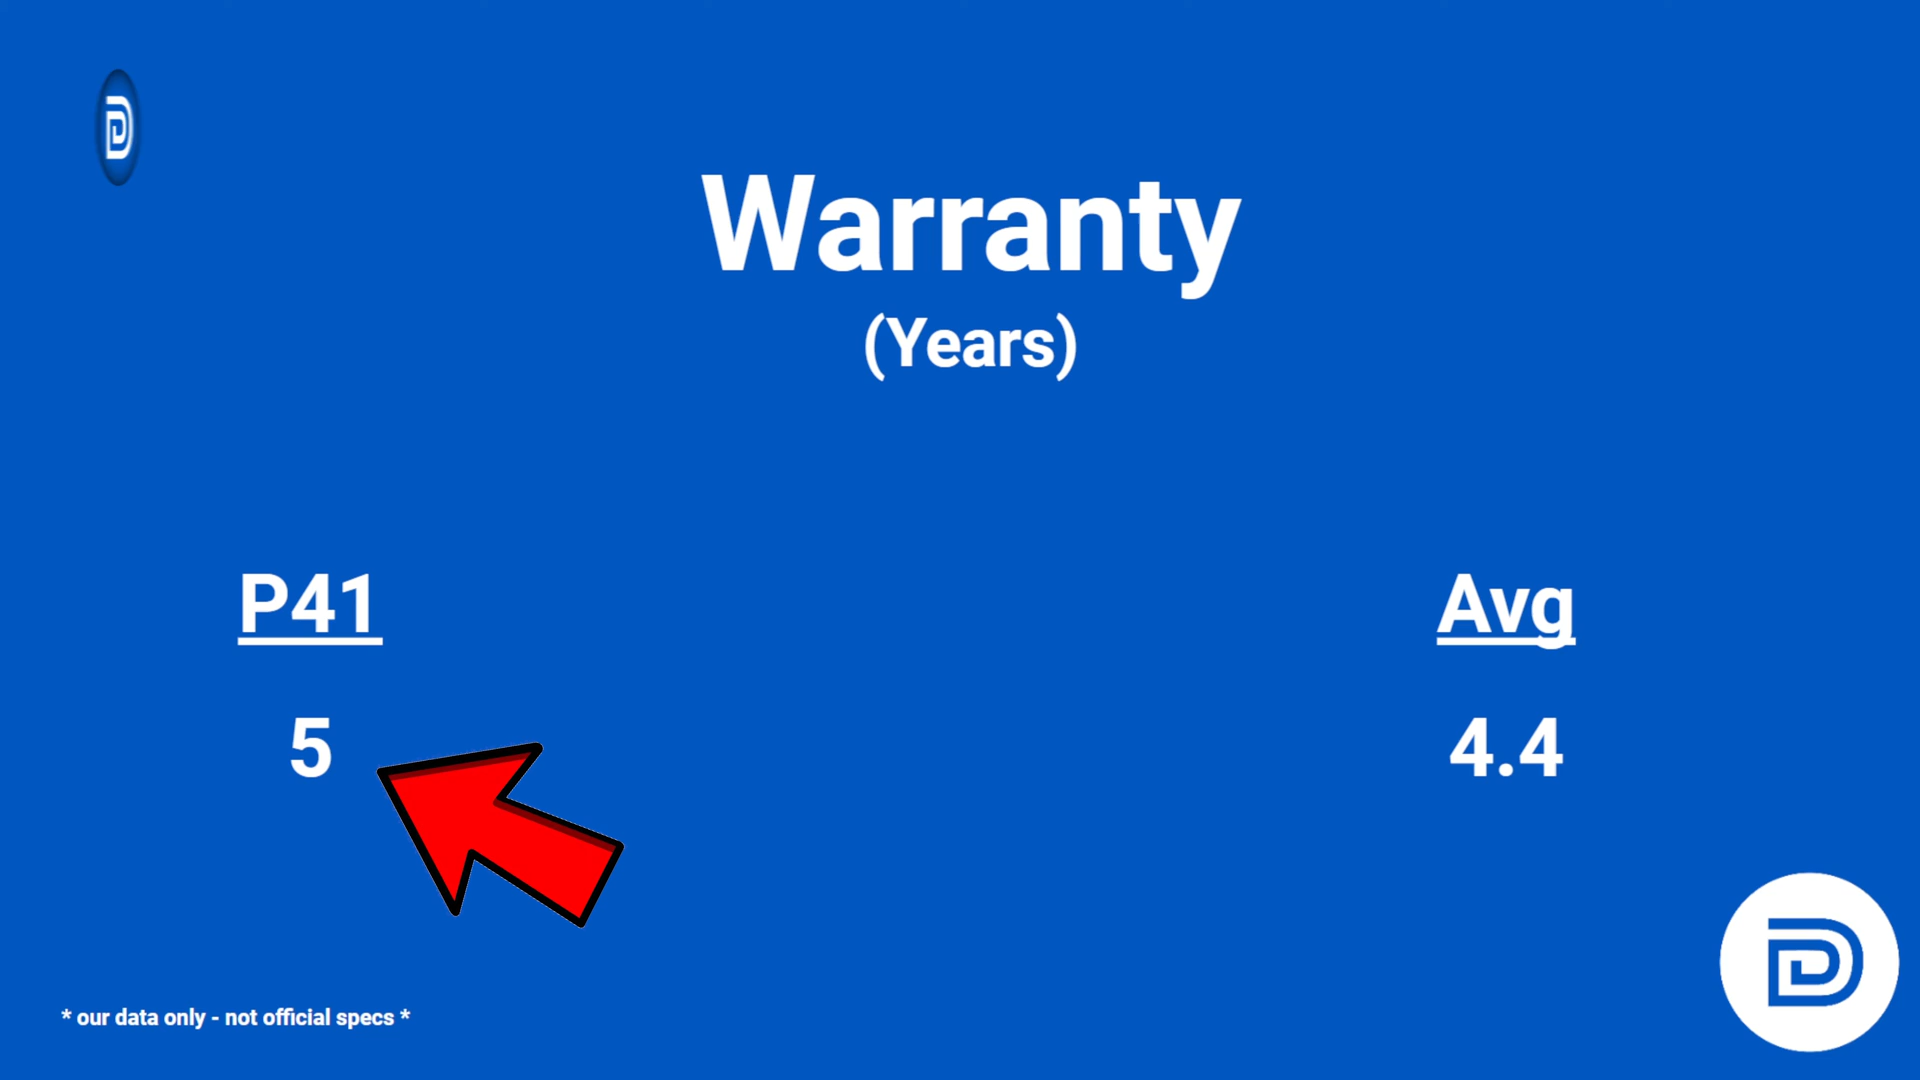 Warranty
(Years)
P41
Avg
5
4.4
* our data only - not official specs *